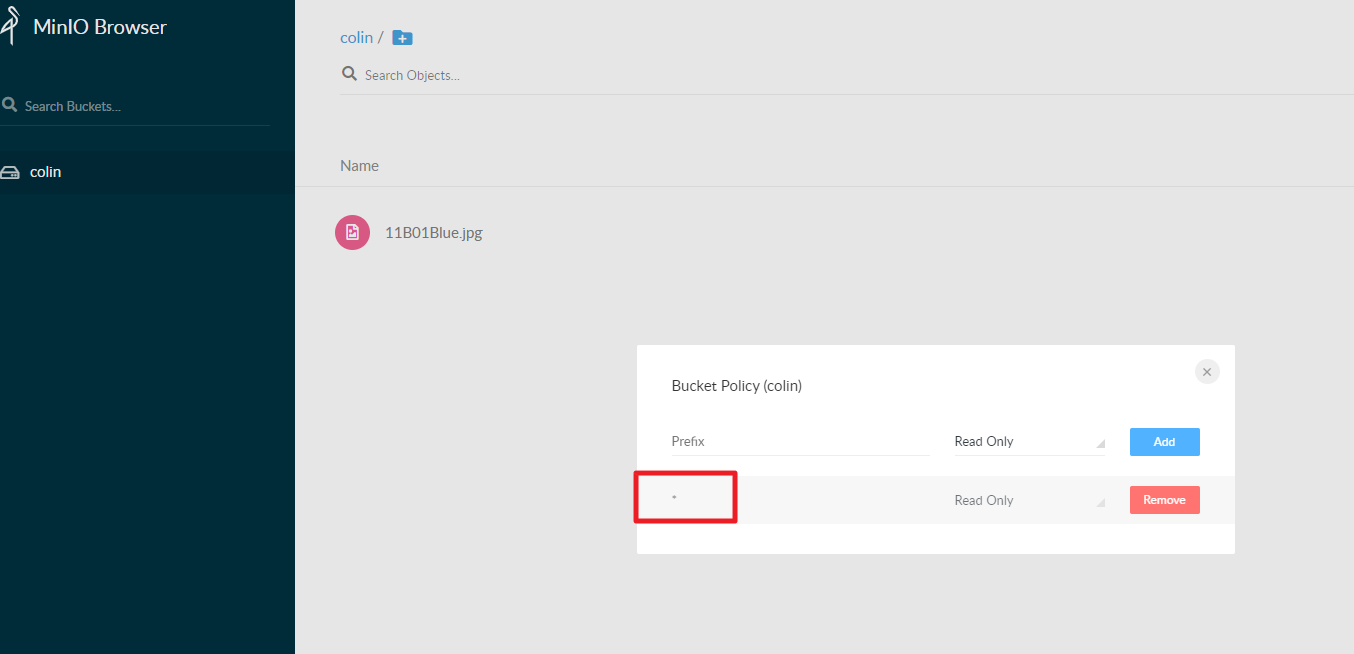 MinIO Browser
Search Buckets...
colin
colin /
Search Objects...
Name
11B01Blue.jpg
Bucket Policy (colin)
Prefix Read Only Add
* Read Only Remove